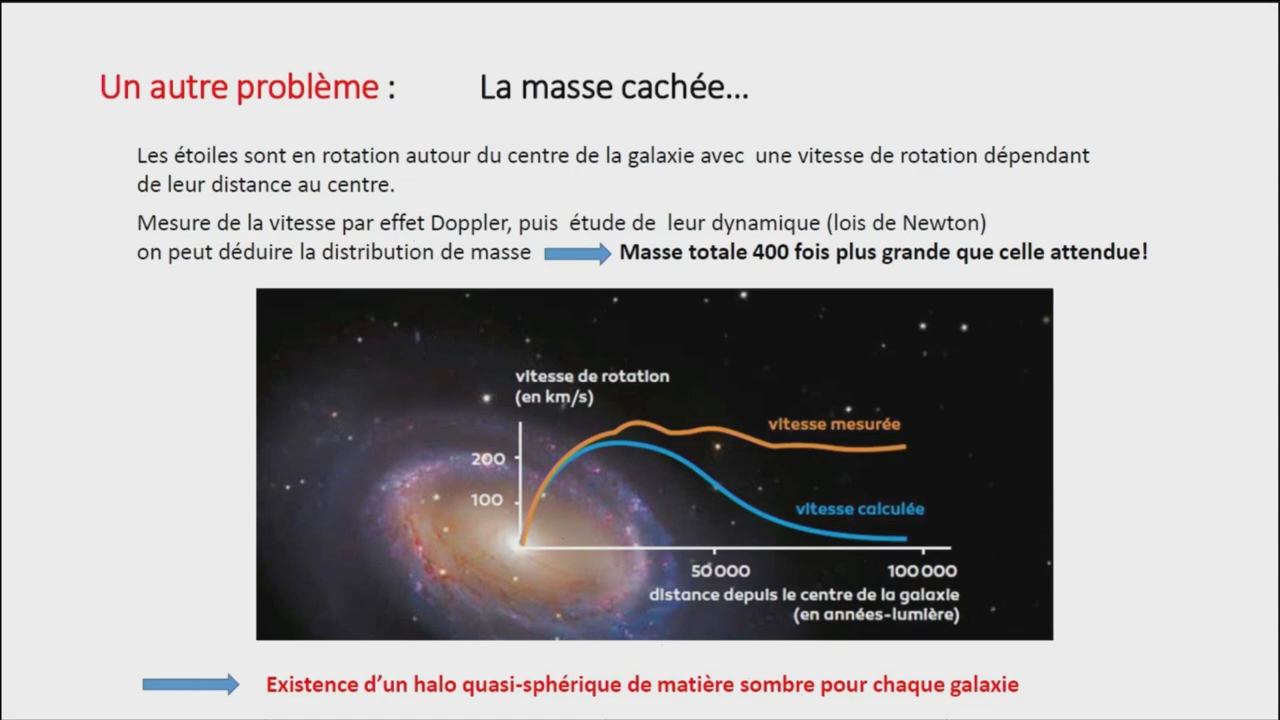 Un autre problème : La masse cachée...
Les étoiles sont en rotation autour du centre de la galaxie avec une vitesse de rotation dépendant
de leur distance au centre.
Mesure de la vitesse par effet Doppler, puis étude de leur dynamique (lois de Newton)
on peut déduire la distribution de masse Masse totale 400 fois plus grande que celle attendue!
vitesse de rotation
(en km/s)
vitesse mesurée
200
100
vitesse calculée
50 000 100 000
distance depuis le centre de la galaxie
(en années-lumière)
Existence d'un halo quasi-sphérique de matière sombre pour chaque galaxie